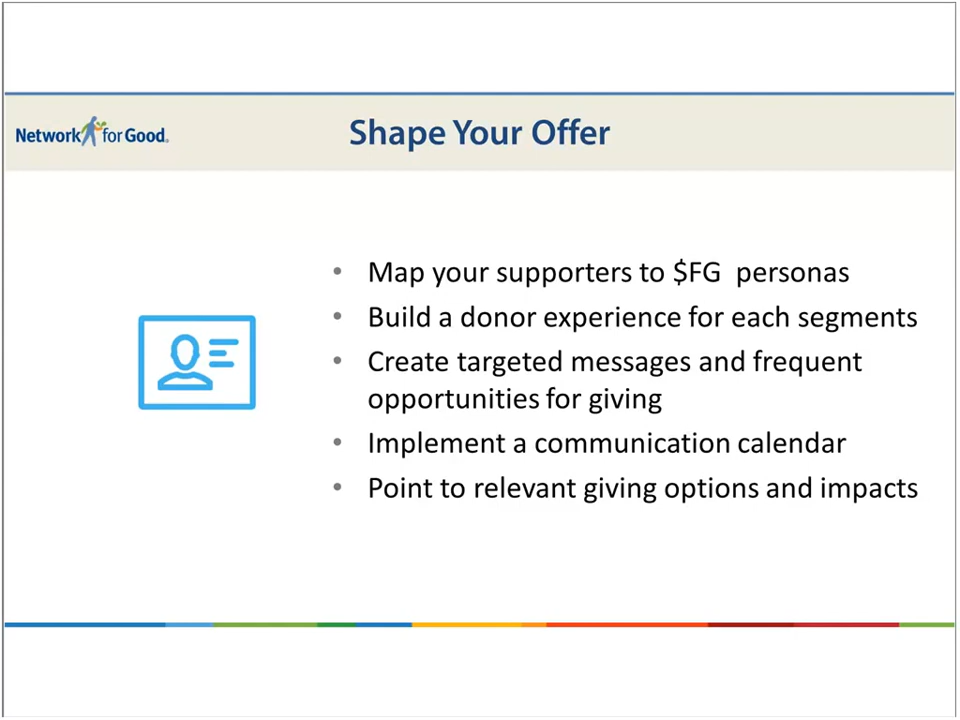 Network for Good.
Shape Your Offer
• Map your supporters to $FG personas
• Build a donor experience for each segments
• Create targeted messages and frequent
opportunities for giving
• Implement a communication calendar
• Point to relevant giving options and impacts